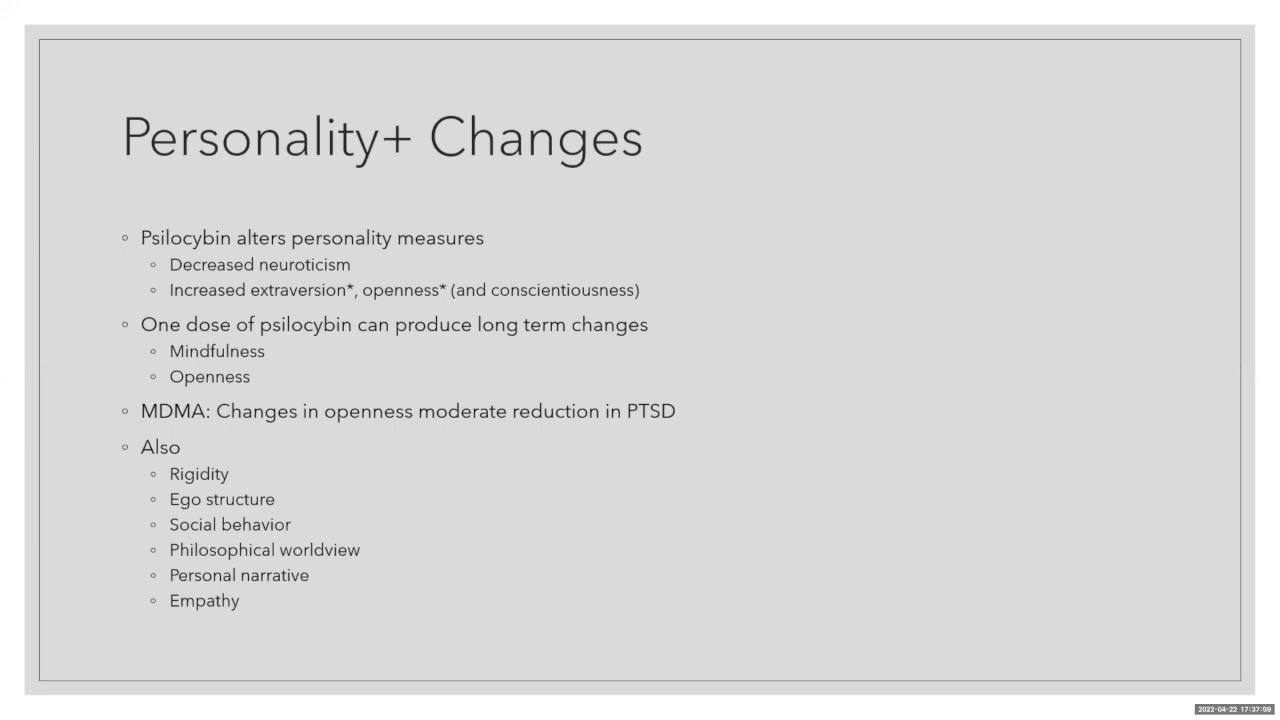 Personality+ Changes
Psilocybin alters personality measures
Decreased neuroticism
Increased extraversion*, openness* (and conscientiousness)
One dose of psilocybin can produce long term changes
Mindfulness
Openness
MDMA: Changes in openness moderate reduction in PTSD
Also
Rigidity
Ego structure
Social behavior
Philosophical worldview
Personal narrative
Empathy
2022-04-22 17:37:59